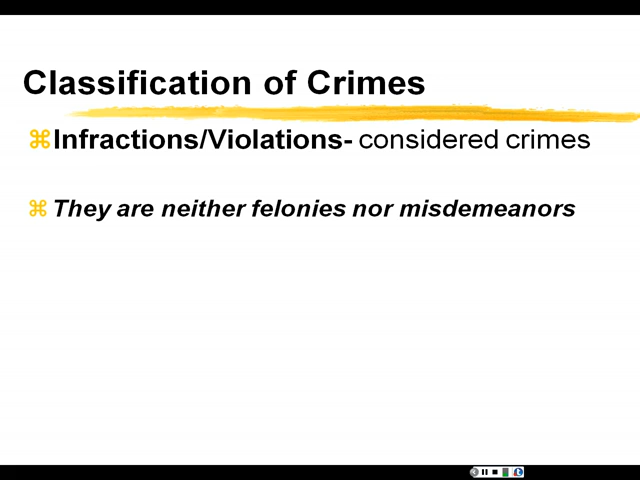 Classification of Crimes
Infractions/Violations- considered crimes
They are neither felonies nor misdemeanors